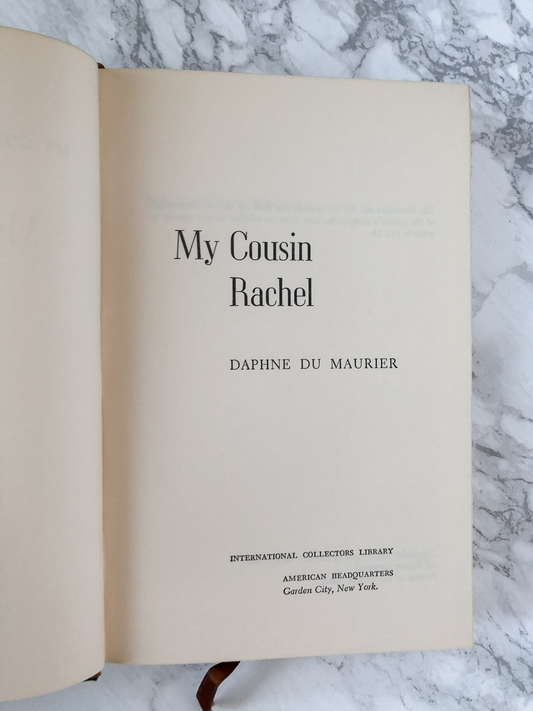 My Cousin
Rachel
DAPHNE DU MAURIER
INTERNATIONAL COLLECTORS LIBRARY
AMERICAN HEADQUARTERS
Garden City, New York.